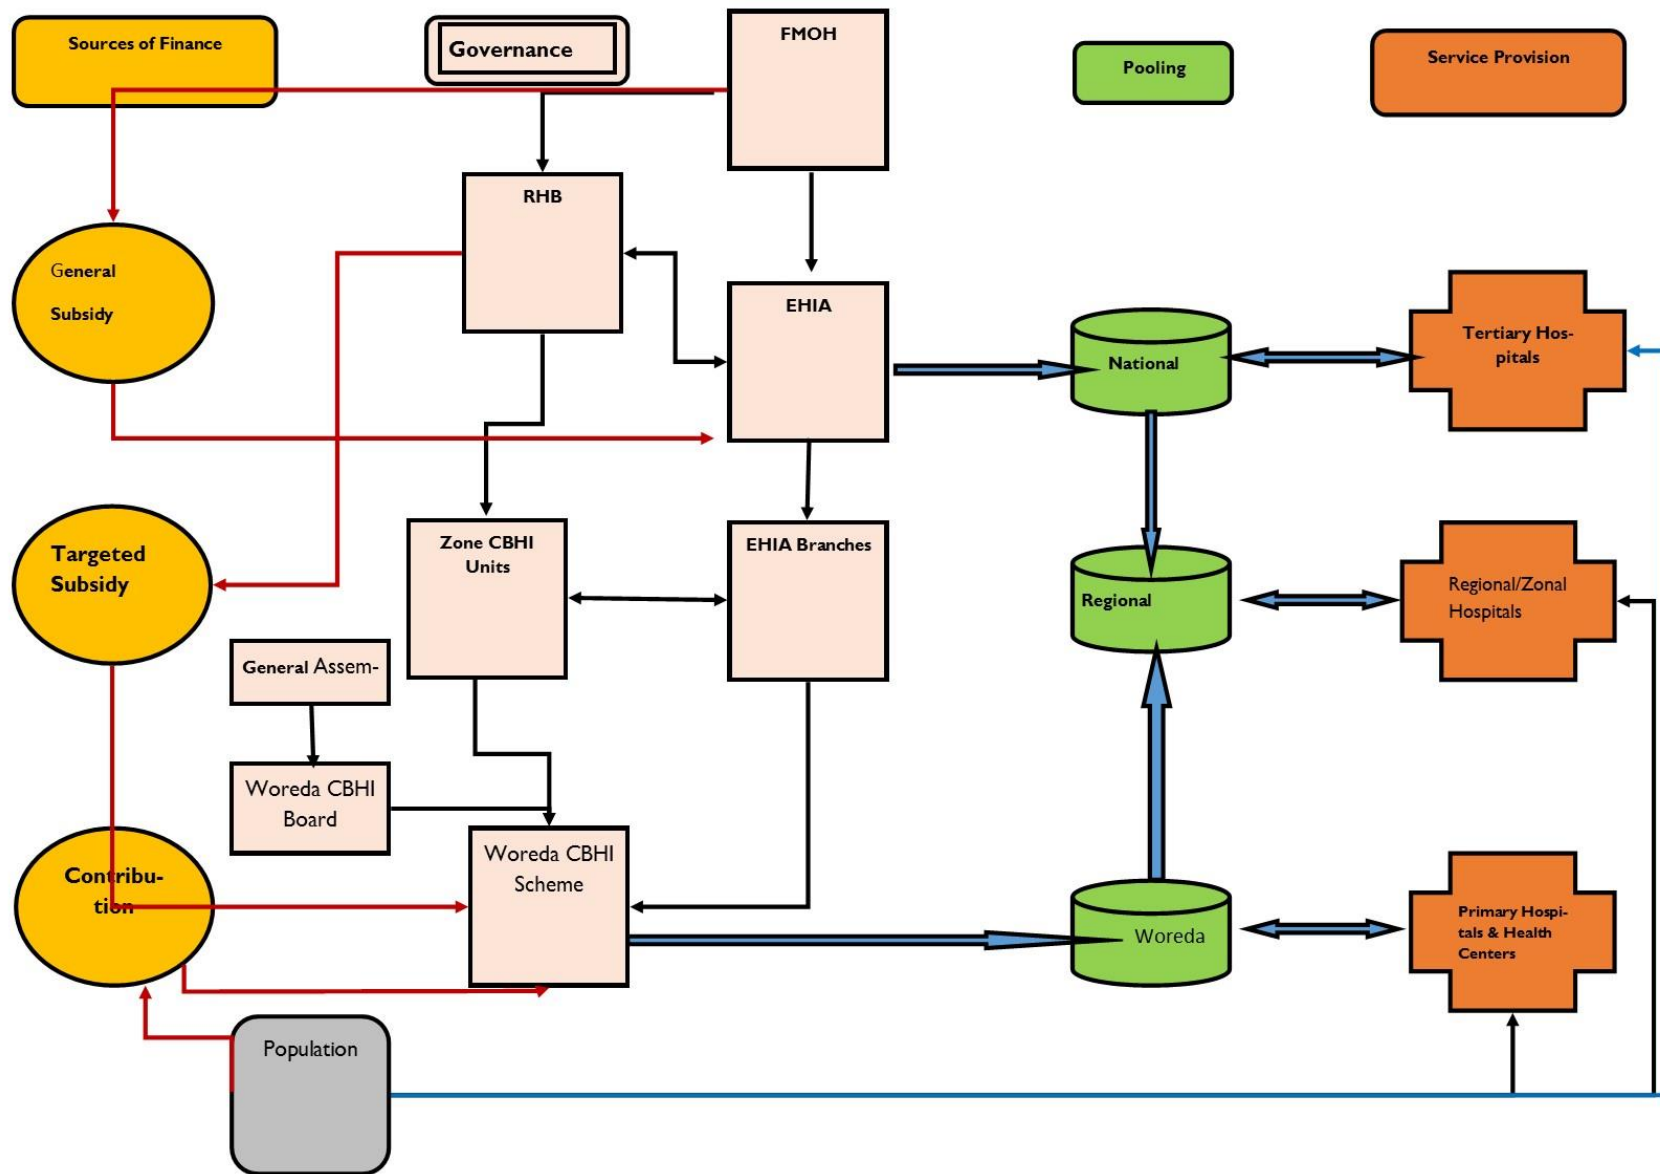 Sources of Finance
Governance
FMOH
Pooling
Service Provision
RHB
General
Subsidy
EHIA
National
Tertiary Hos-
pitals
Targeted
Subsidy
Zone CBHI
Units
EHIA Branches
Regional
Regional/Zonal
Hospitals
General Assem-
Woreda CBHI
Board
Contribu-
tion
Woreda CBHI
Scheme
Woreda
Primary Hospi-
tals & Health
Centers
Population